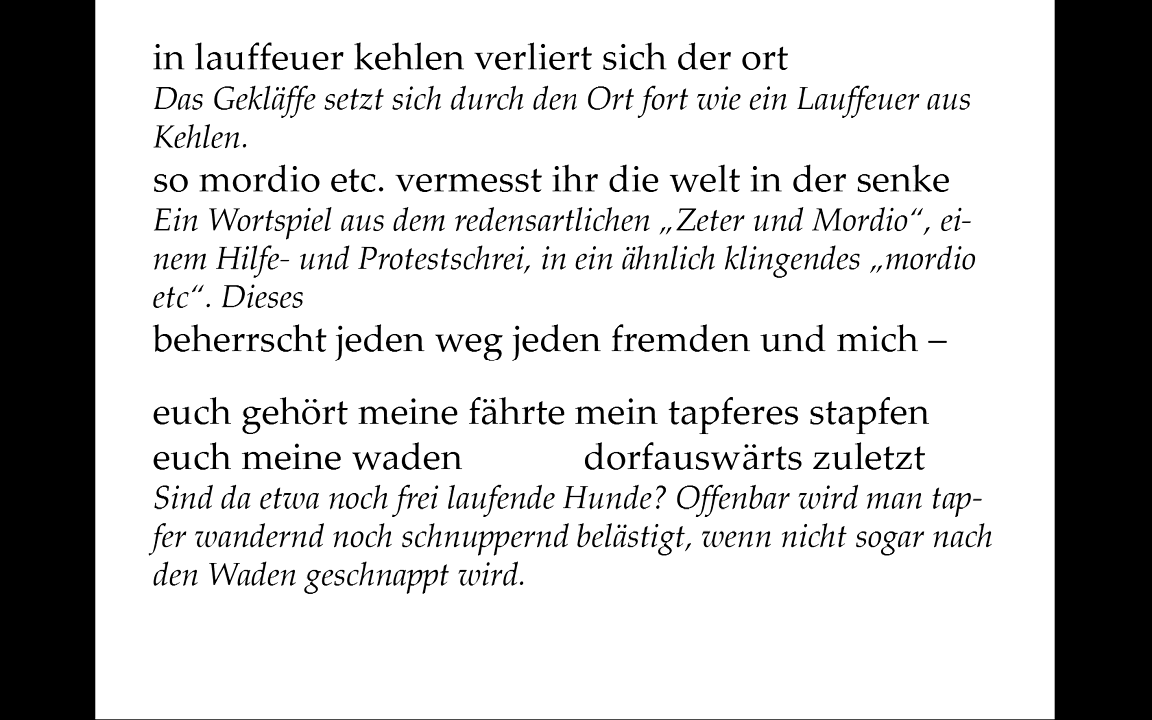 in lauffeuer kehlen verliert sich der ort
Das Gekläffe setzt sich durch den Ort fort wie ein Lauffeuer aus
Kehlen.
so mordio etc. vermesst ihr die welt in der senke
Ein Wortspiel aus dem redensartlichen „Zeter und Mordio“, ei-
nem Hilfe- und Protestschrei, in ein ähnlich klingendes „mordio
etc“. Dieses
beherrscht jeden weg jeden fremden und mich –
euch gehört meine fährte mein tapferes stapfen
euch meine waden dorfauswärts zuletzt
Sind da etwa noch frei laufende Hunde? Offenbar wird man tap-
fer wandernd noch schnuppernd belästigt, wenn nicht sogar nach
den Waden geschnappt wird.